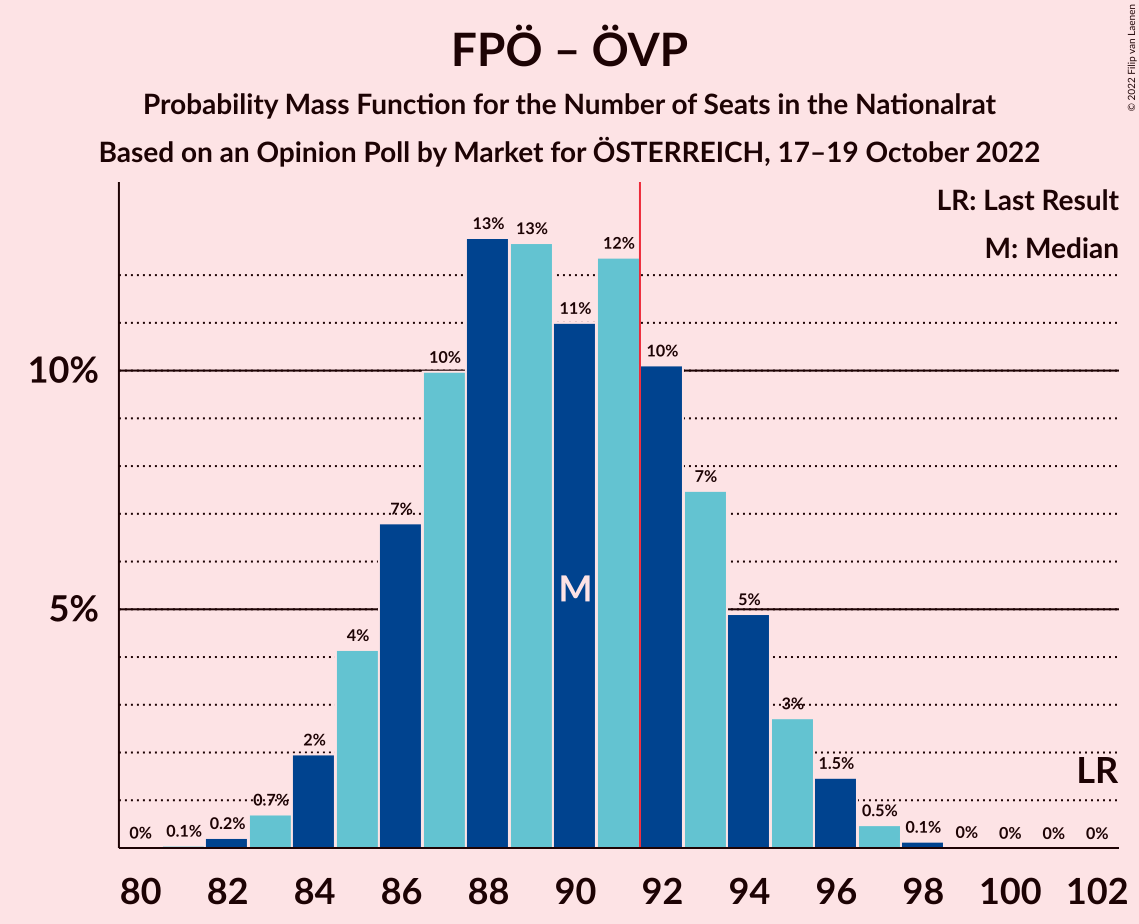 FPÖ – ÖVP
Probability Mass Function for the Number of Seats in the Nationalrat
Based on an Opinion Poll by Market for ÖSTERREICH, 17–19 October 2022
© 2022 Filip van Laenen
LR: Last Result
M: Median
10%
5%
0%
0.1%
0.2%
0.7%
2%
4%
7%
10%
13%
13%
11%
12%
10%
7%
5%
3%
1.5%
0.5%
0.1%
0%
0%
0%
0%
M
LR
80 82 84 86 88 90 92 94 96 98 100 102